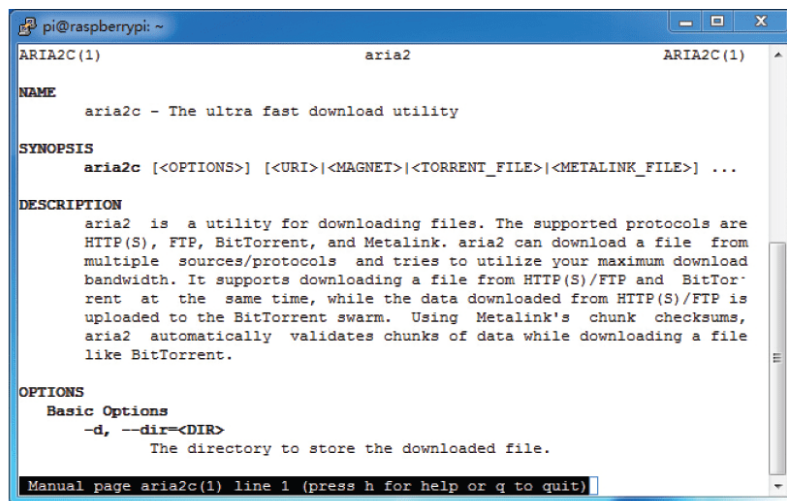 pi@raspberrypi: ~
ARIA2C(1) aria2 ARIA2C(1)
NAME
aria2c - The ultra fast download utility
SYNOPSIS
aria2c [<OPTIONS>] [<URI>|<MAGNET>|<TORRENT_FILE>|<METALINK_FILE>] ...
DESCRIPTION
aria2 is a utility for downloading files. The supported protocols are
HTTP(S), FTP, BitTorrent, and Metalink. aria2 can download a file from
multiple sources/protocols and tries to utilize your maximum download
bandwidth. It supports downloading a file from HTTP(S)/FTP and BitTor-
rent at the same time, while the data downloaded from HTTP(S)/FTP is
uploaded to the BitTorrent swarm. Using Metalink's chunk checksums,
aria2 automatically validates chunks of data while downloading a file
like BitTorrent.
OPTIONS
Basic Options
-d, --dir=<DIR>
The directory to store the downloaded file.
Manual page aria2c(1) line 1 (press h for help or q to quit)